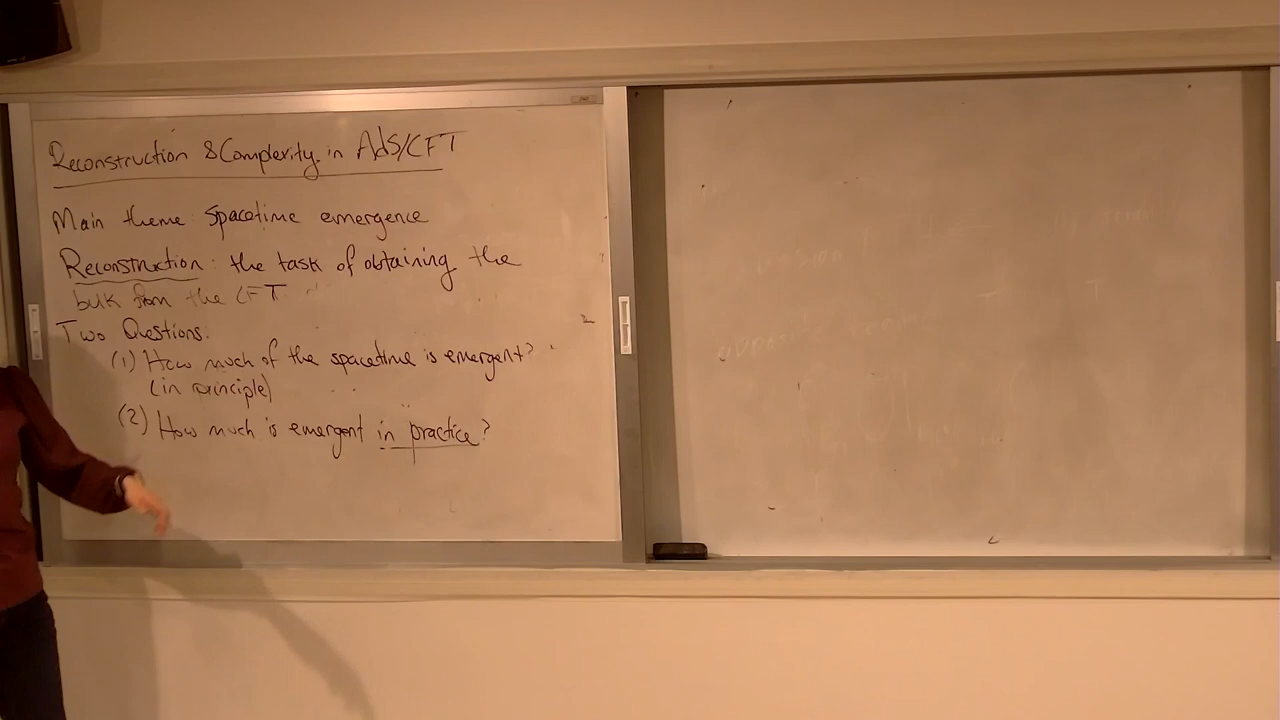 Reconstruction & Complexity in AdS/CFT
Main theme: spacetime emergence
Reconstruction: the task of obtaining the
bulk from the CFT
Two Questions.
(1) How much of the spacetime is emergent?
(in principle)
(2) How much is emergent in practice?